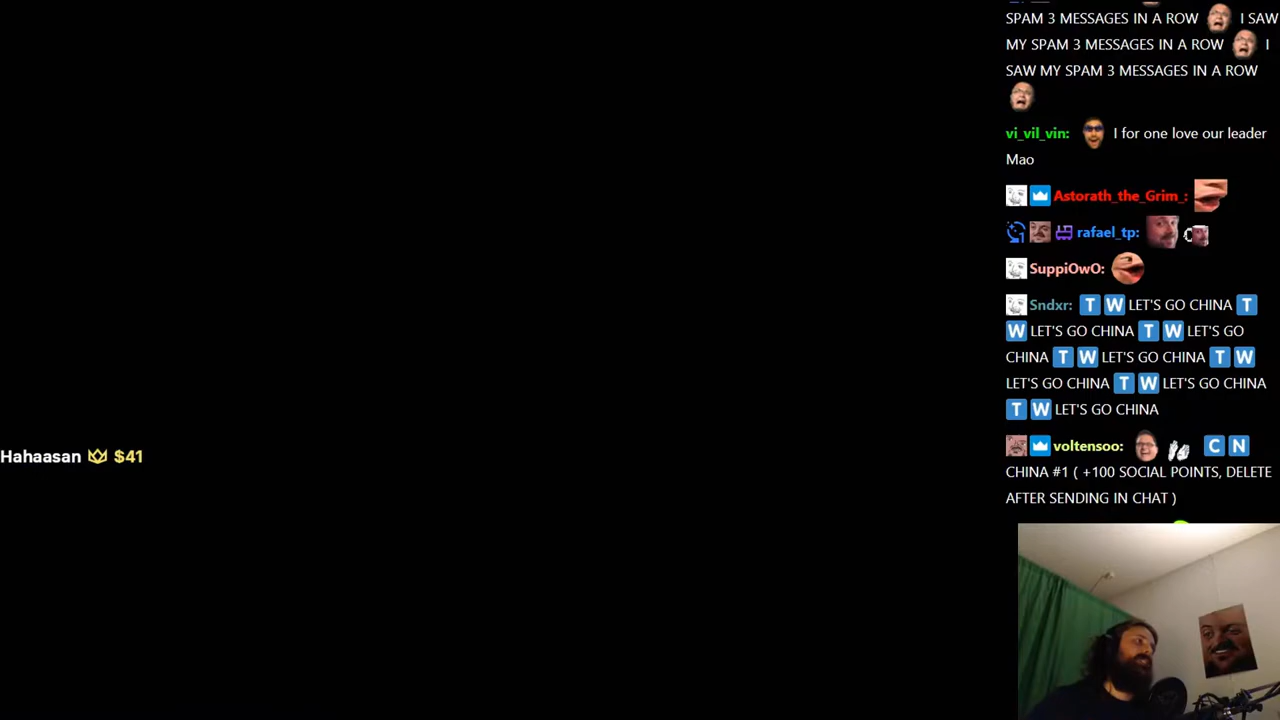 SPAM 3 MESSAGES IN A ROW I SAW
MY SPAM 3 MESSAGES IN A ROW I
SAW MY SPAM 3 MESSAGES IN A ROW
vi_vil_vin: I for one love our leader
Mao
Astorath_the_Grim_:
rafael_tp:
SuppiOwO:
Sndxr: T W LET'S GO CHINA T
W LET'S GO CHINA T W LET'S GO
CHINA T W LET'S GO CHINA T W
LET'S GO CHINA T W LET'S GO CHINA
T W LET'S GO CHINA
voltensoo: C N
CHINA #1 ( +100 SOCIAL POINTS, DELETE
AFTER SENDING IN CHAT )
Hahaasan $41